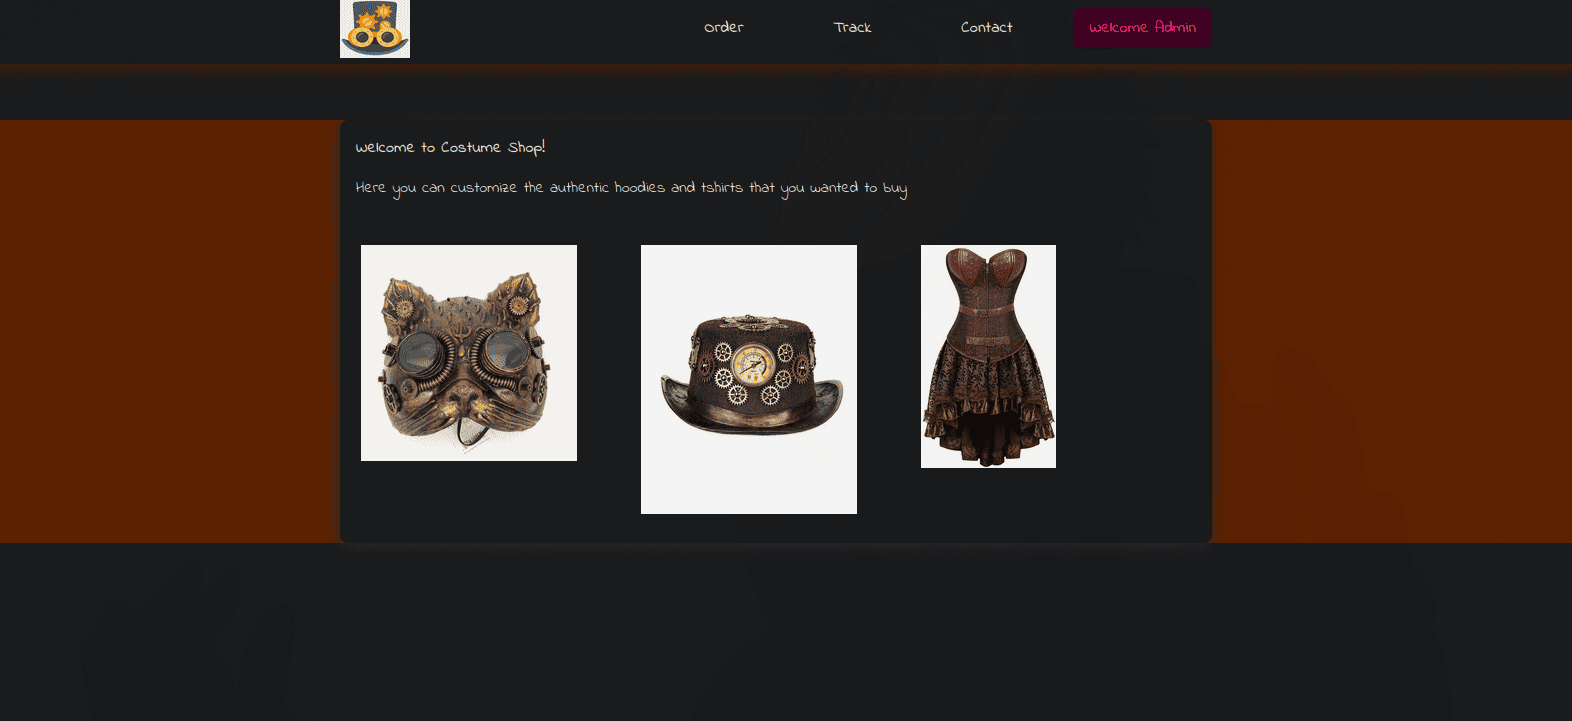 Order
Track
Contact
Welcome Admin
Welcome to Costume Shop!
Here you can customize the authentic hoodies and tshirts that you wanted to buy